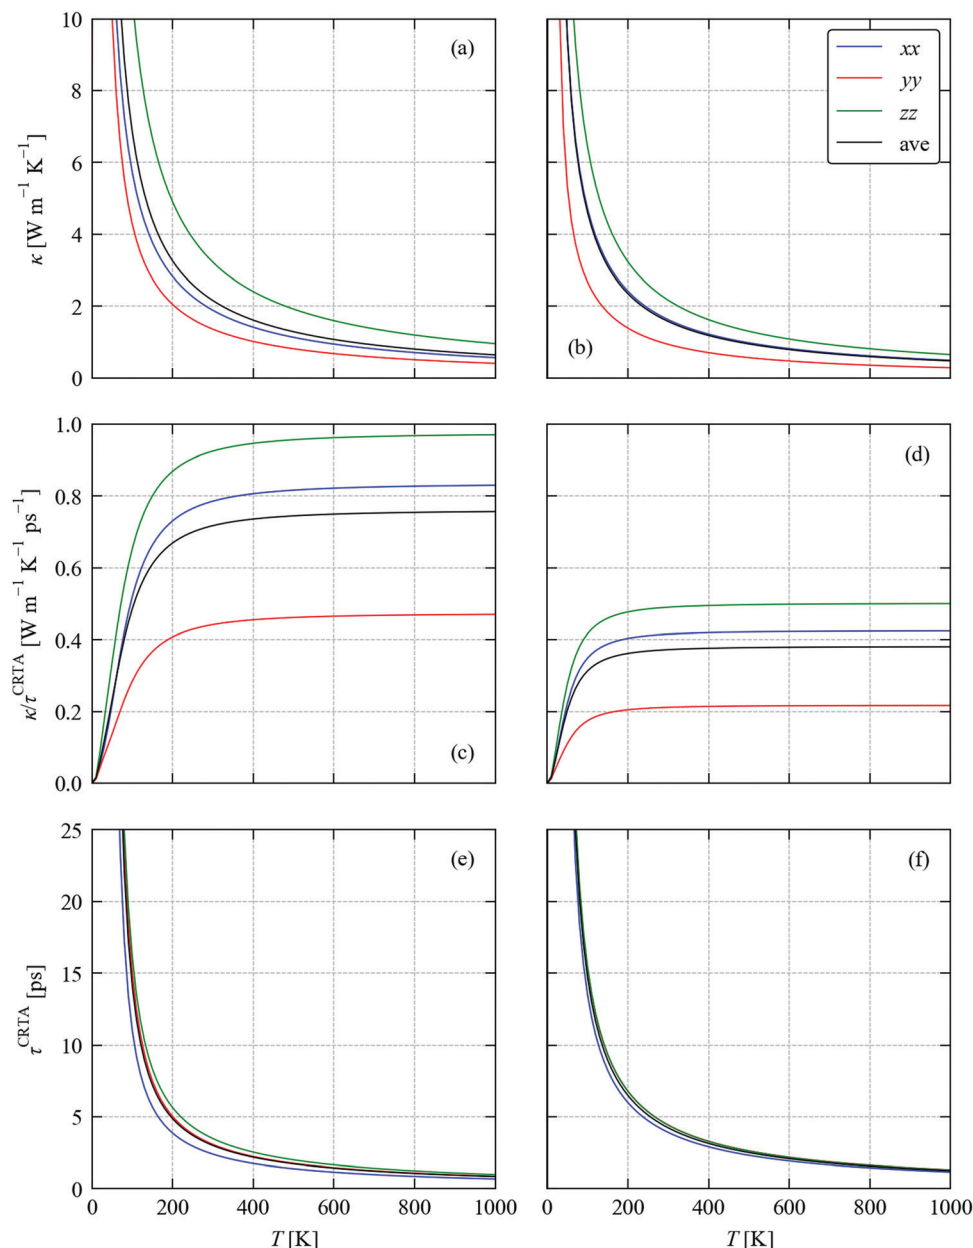 10
8
6
4
2
0
κ [W m⁻¹ K⁻¹]
(a)
(b)
xx
yy
zz
ave
1.0
0.8
0.6
0.4
0.2
0.0
κ/τ^CRTA [W m⁻¹ K⁻¹ ps⁻¹]
(c)
(d)
25
20
15
10
5
0
τ^CRTA [ps]
(e)
(f)
0 200 400 600 800 1000
0 200 400 600 800 1000
T [K]
T [K]